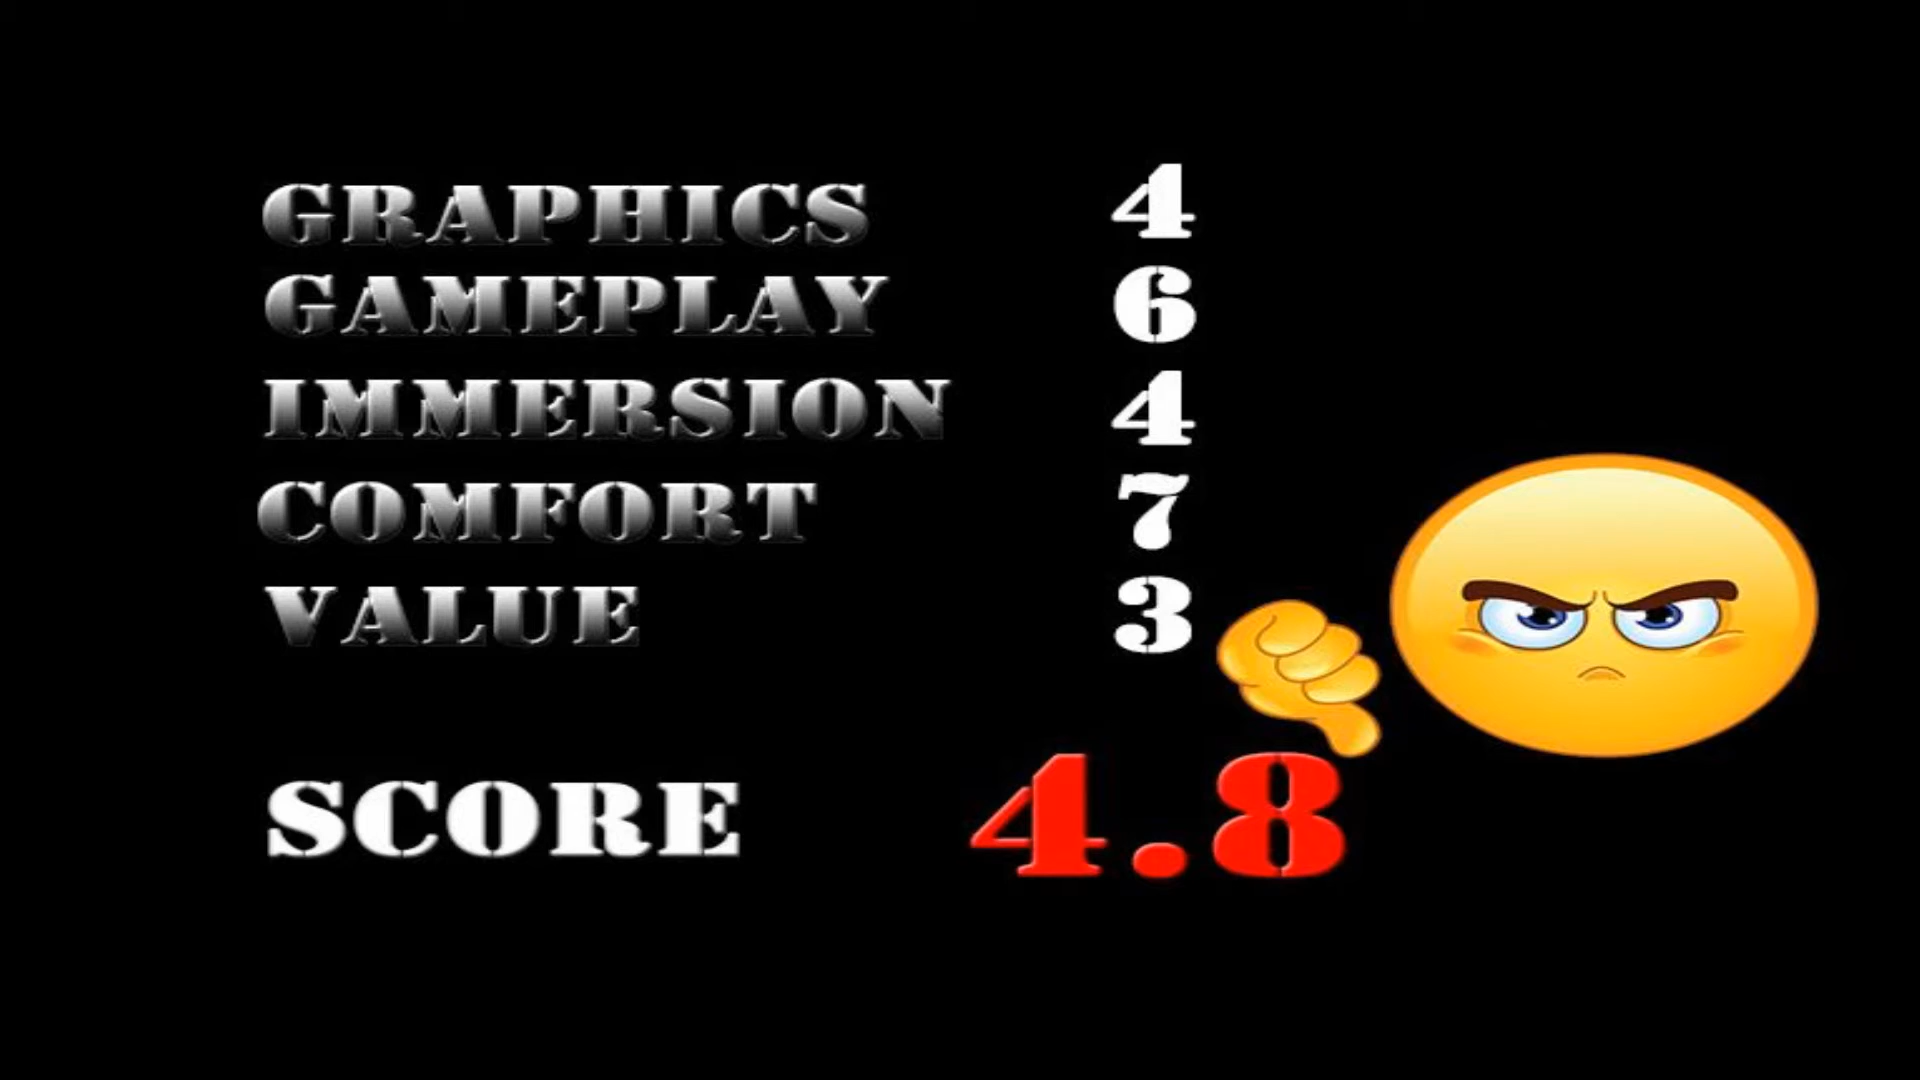 GRAPHICS 4
GAMEPLAY 6
IMMERSION 4
COMFORT 7
VALUE 3
SCORE 4.8